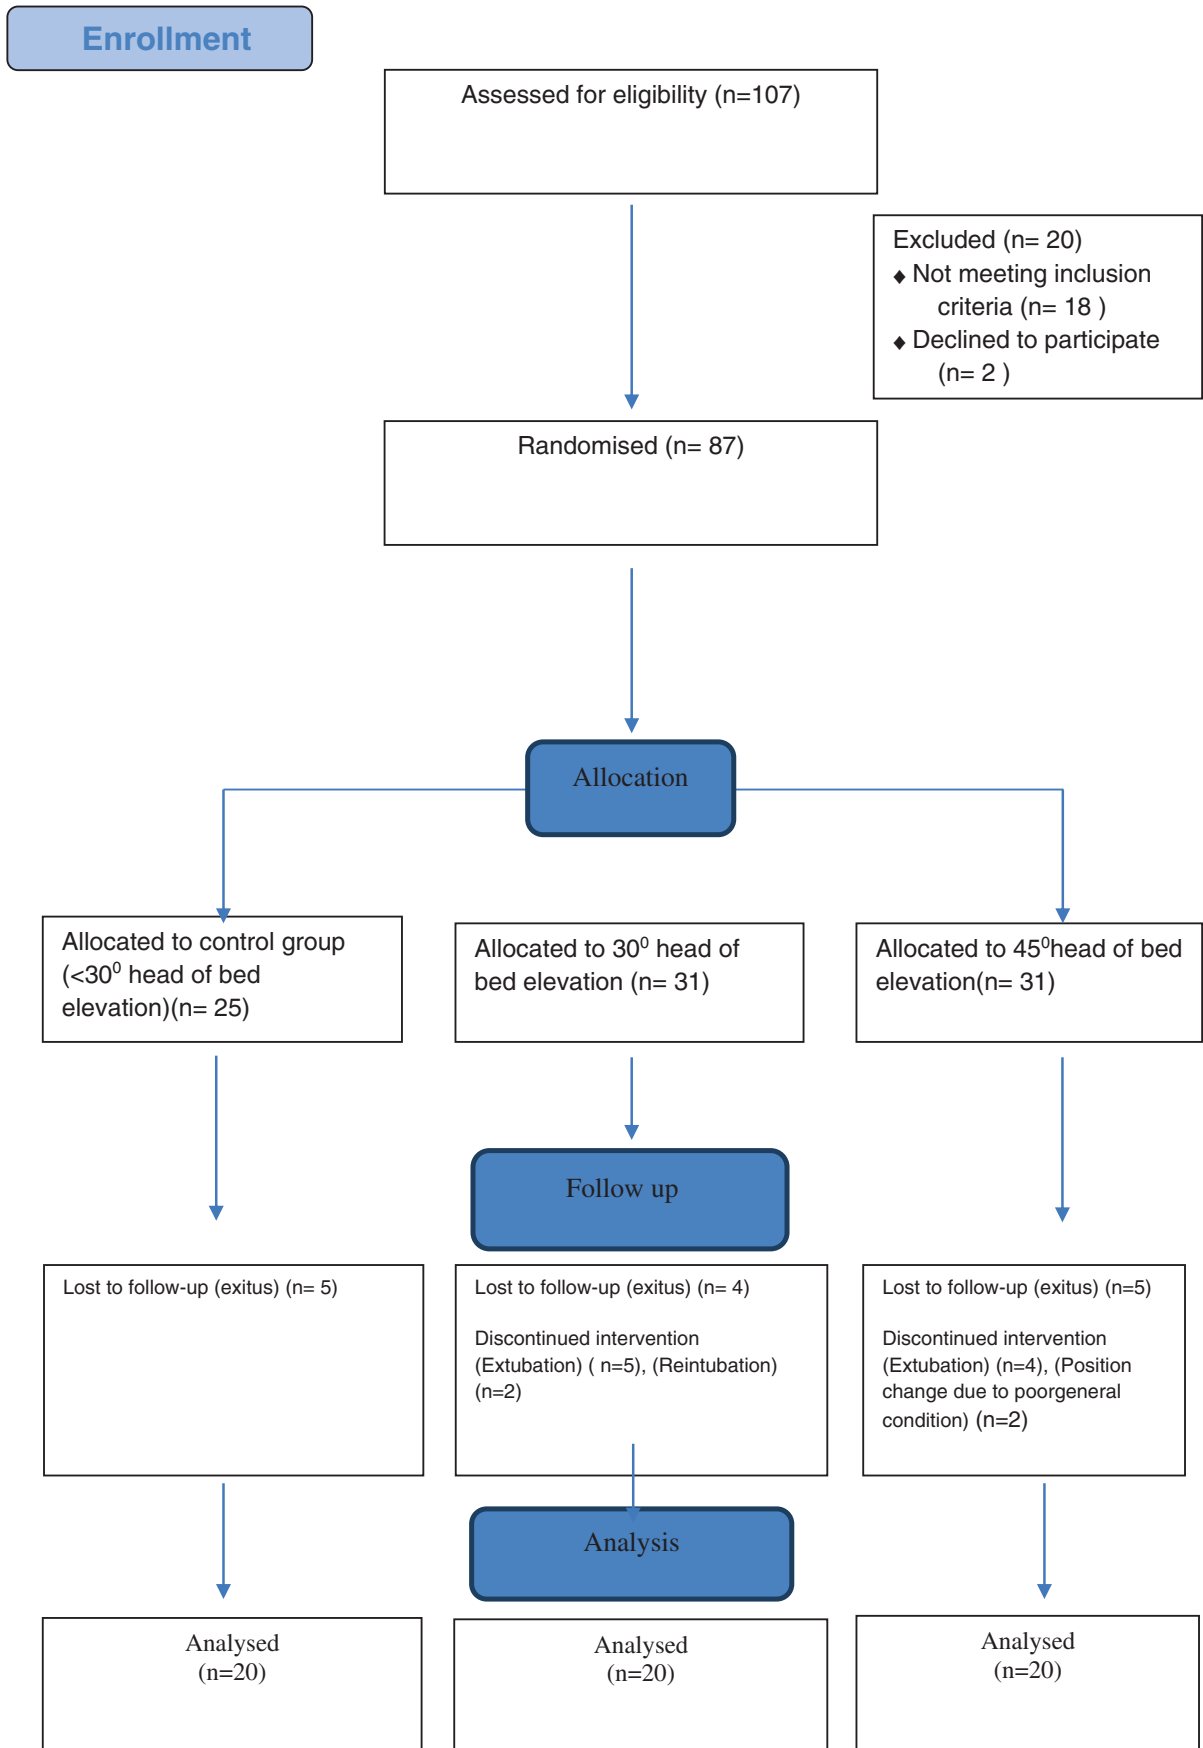 Enrollment
Assessed for eligibility (n=107)
Excluded (n= 20)
♦ Not meeting inclusion
criteria (n= 18 )
♦ Declined to participate
(n= 2 )
Randomised (n= 87)
Allocation
Allocated to control group
(<30⁰ head of bed
elevation)(n= 25)
Allocated to 30⁰ head of
bed elevation (n= 31)
Allocated to 45⁰head of bed
elevation(n= 31)
Follow up
Lost to follow-up (exitus) (n= 5)
Lost to follow-up (exitus) (n= 4)
Discontinued intervention
(Extubation) ( n=5), (Reintubation)
(n=2)
Lost to follow-up (exitus) (n=5)
Discontinued intervention
(Extubation) (n=4), (Position
change due to poorgeneral
condition) (n=2)
Analysis
Analysed
(n=20)
Analysed
(n=20)
Analysed
(n=20)